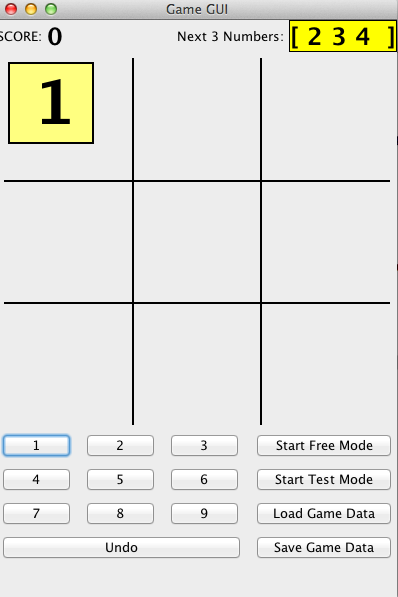 Game GUI
SCORE: 0 Next 3 Numbers: [ 2 3 4 ]
1
1 2 3 Start Free Mode
4 5 6 Start Test Mode
7 8 9 Load Game Data
Undo Save Game Data